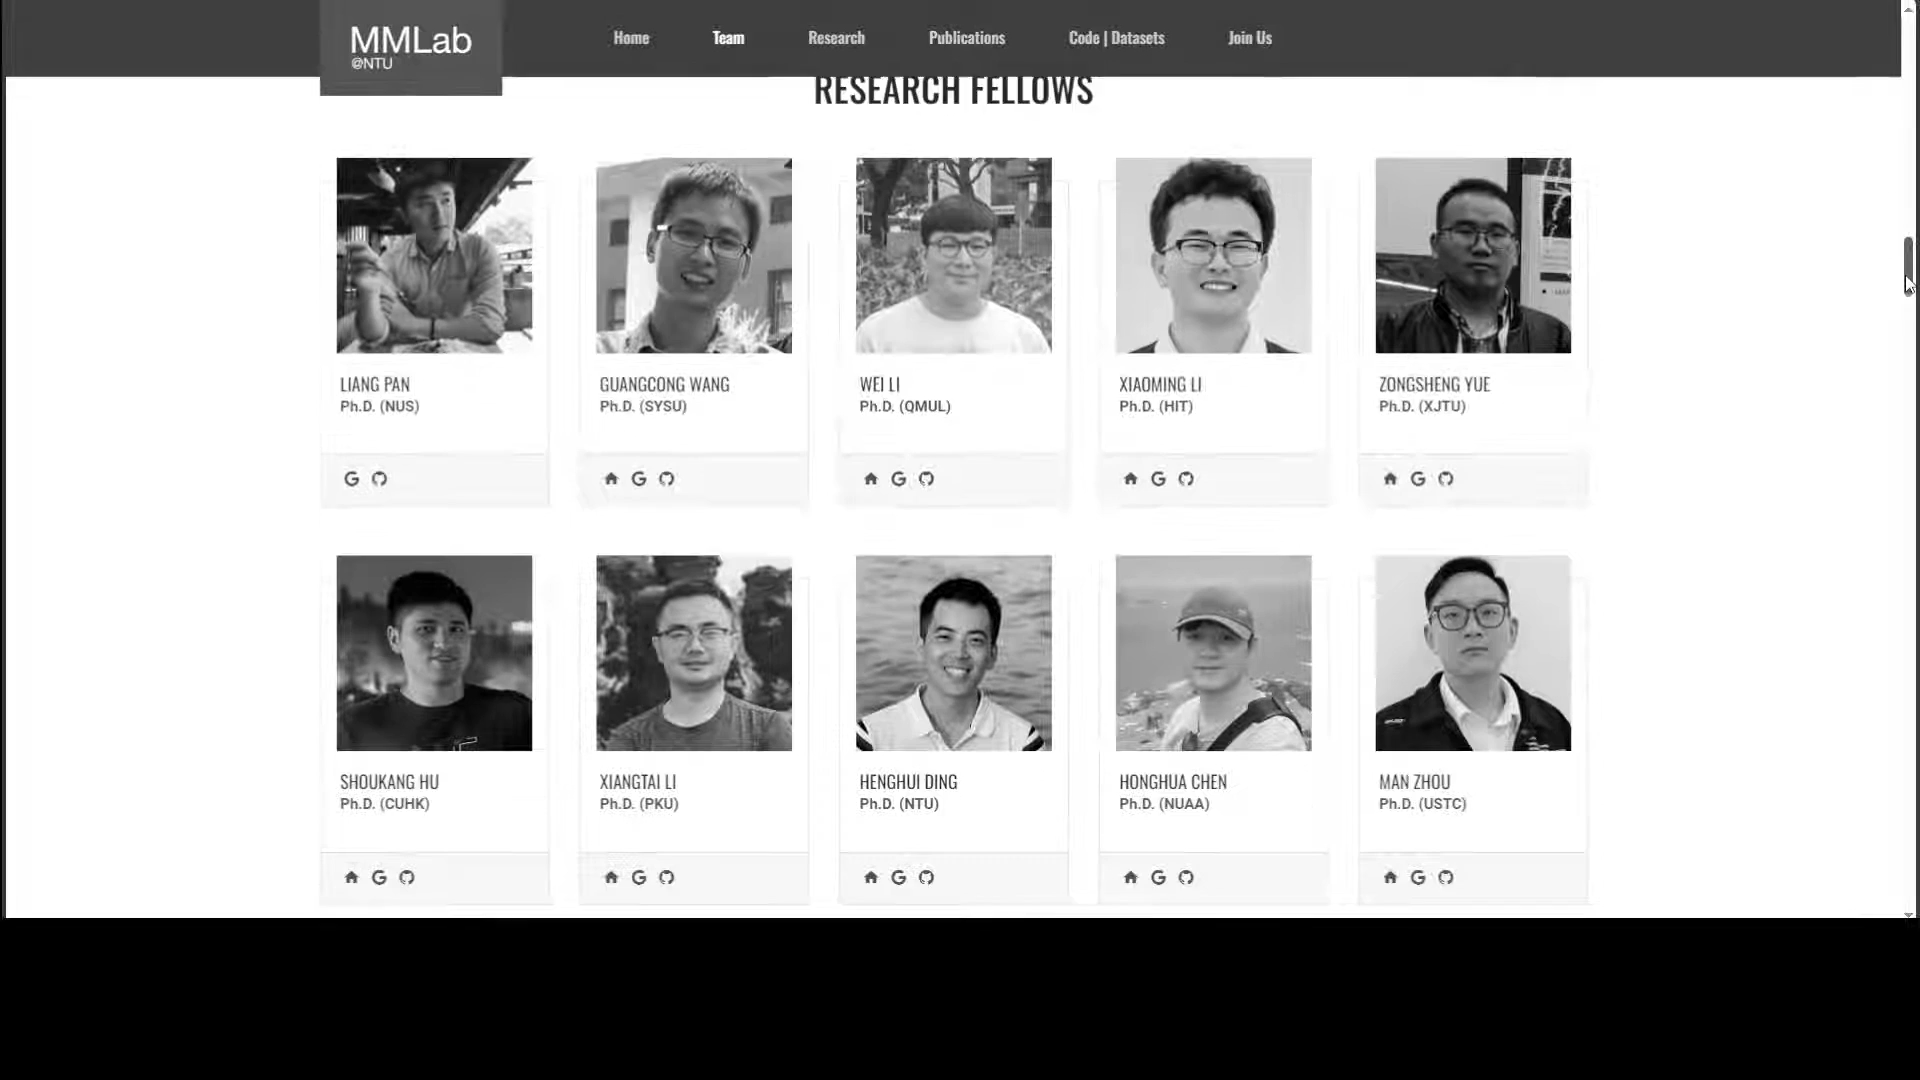 MMLab
@NTU
Home Team Research Publications Code | Datasets Join Us
RESEARCH FELLOWS
LIANG PAN
Ph.D. (NUS)
GUANGCONG WANG
Ph.D. (SYSU)
WEI LI
Ph.D. (QMUL)
XIAOMING LI
Ph.D. (HIT)
ZONGSHENG YUE
Ph.D. (XJTU)
SHOUKANG HU
Ph.D. (CUHK)
XIANGTAI LI
Ph.D. (PKU)
HENGHUI DING
Ph.D. (NTU)
HONGHUA CHEN
Ph.D. (NUAA)
MAN ZHOU
Ph.D. (USTC)